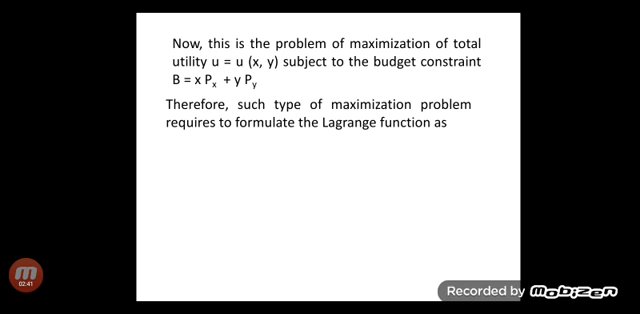 Now, this is the problem of maximization of total
utility u = u (x, y) subject to the budget constraint
B = x Pₓ + y Pᵧ
Therefore, such type of maximization problem
requires to formulate the Lagrange function as
02:41
Recorded by mobizen